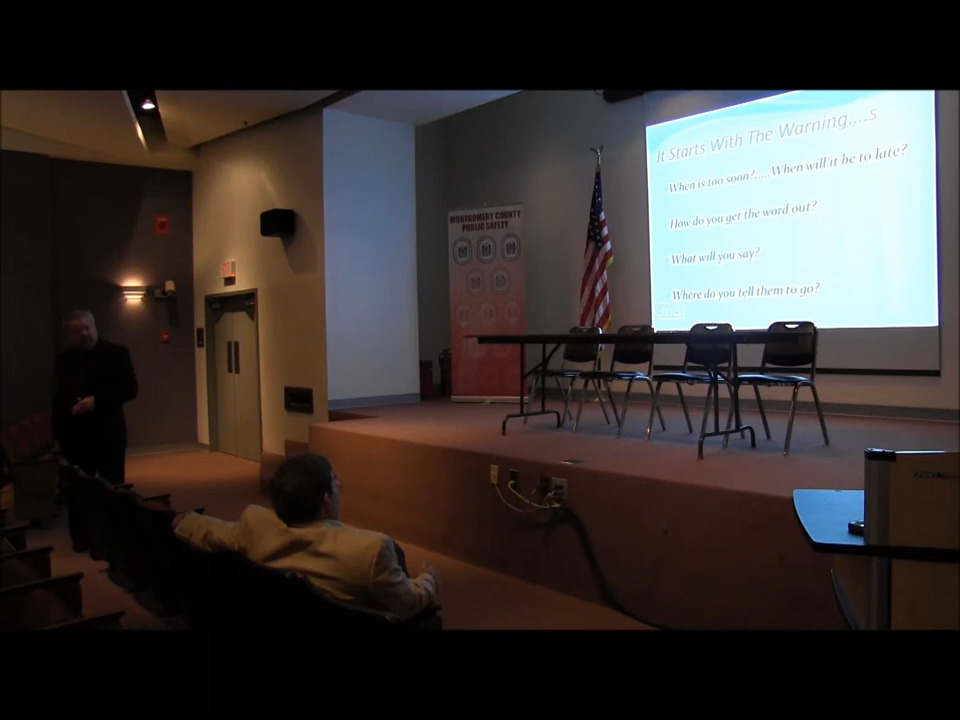 It Starts With The Warning....s
When is too soon?.....When will it be to late?
How do you get the word out?
What will you say?
Where do you tell them to go?
MONTGOMERY COUNTY
PUBLIC SAFETY